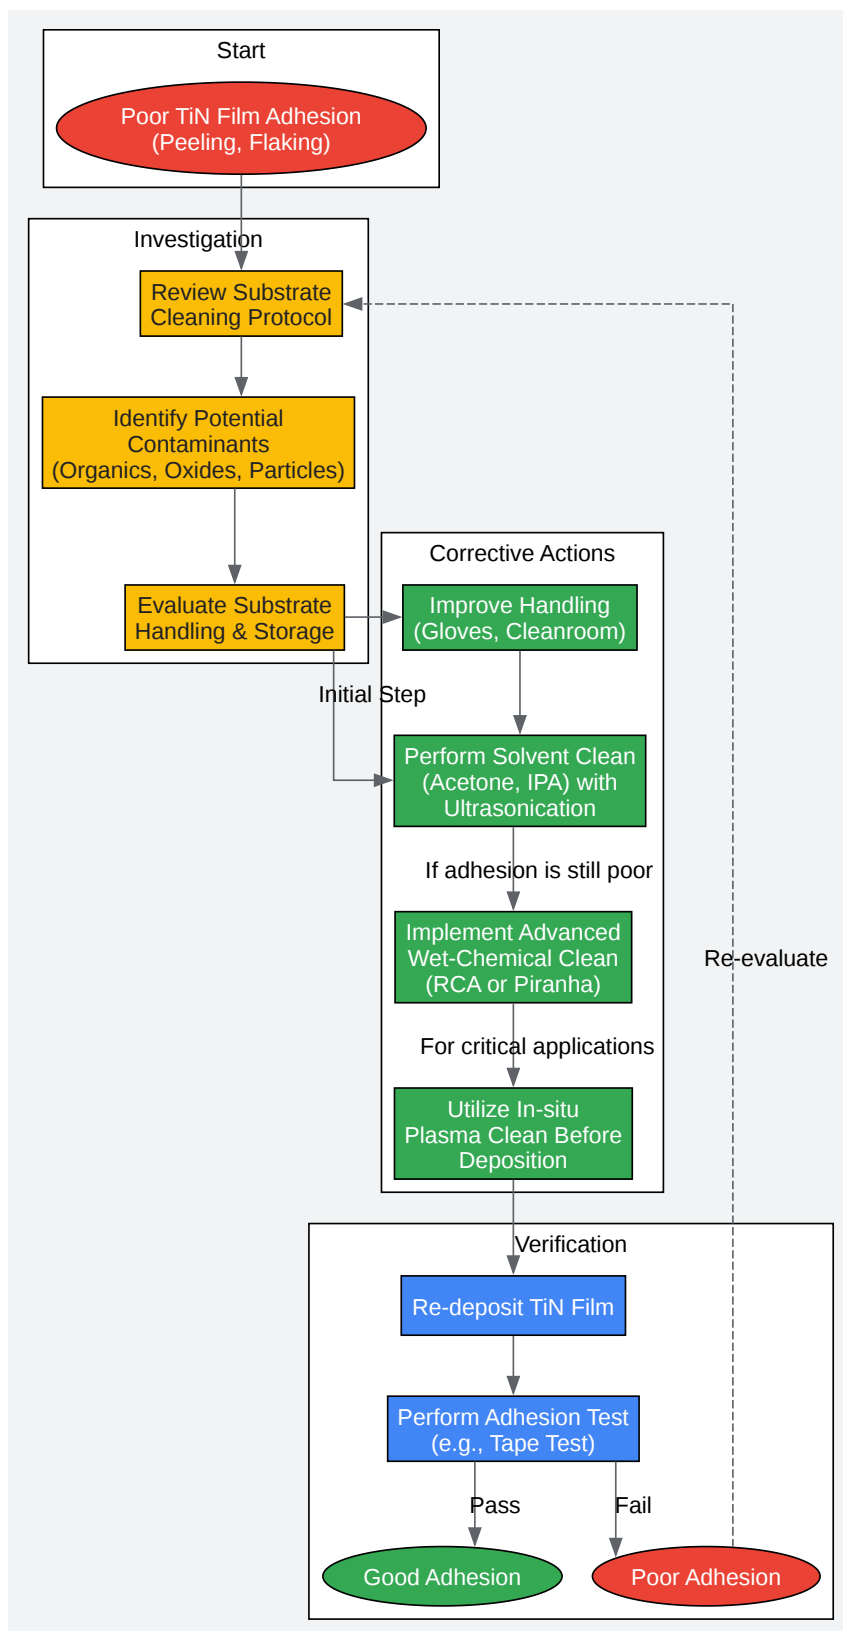 Start
Poor TiN Film Adhesion
(Peeling, Flaking)
Investigation
Review Substrate
Cleaning Protocol
Identify Potential
Contaminants
(Organics, Oxides, Particles)
Evaluate Substrate
Handling & Storage
Corrective Actions
Improve Handling
(Gloves, Cleanroom)
Initial Step
Perform Solvent Clean
(Acetone, IPA) with
Ultrasonication
If adhesion is still poor
Implement Advanced
Wet-Chemical Clean
(RCA or Piranha)
Re-evaluate
For critical applications
Utilize In-situ
Plasma Clean Before
Deposition
Verification
Re-deposit TiN Film
Perform Adhesion Test
(e.g., Tape Test)
Pass
Fail
Good Adhesion
Poor Adhesion